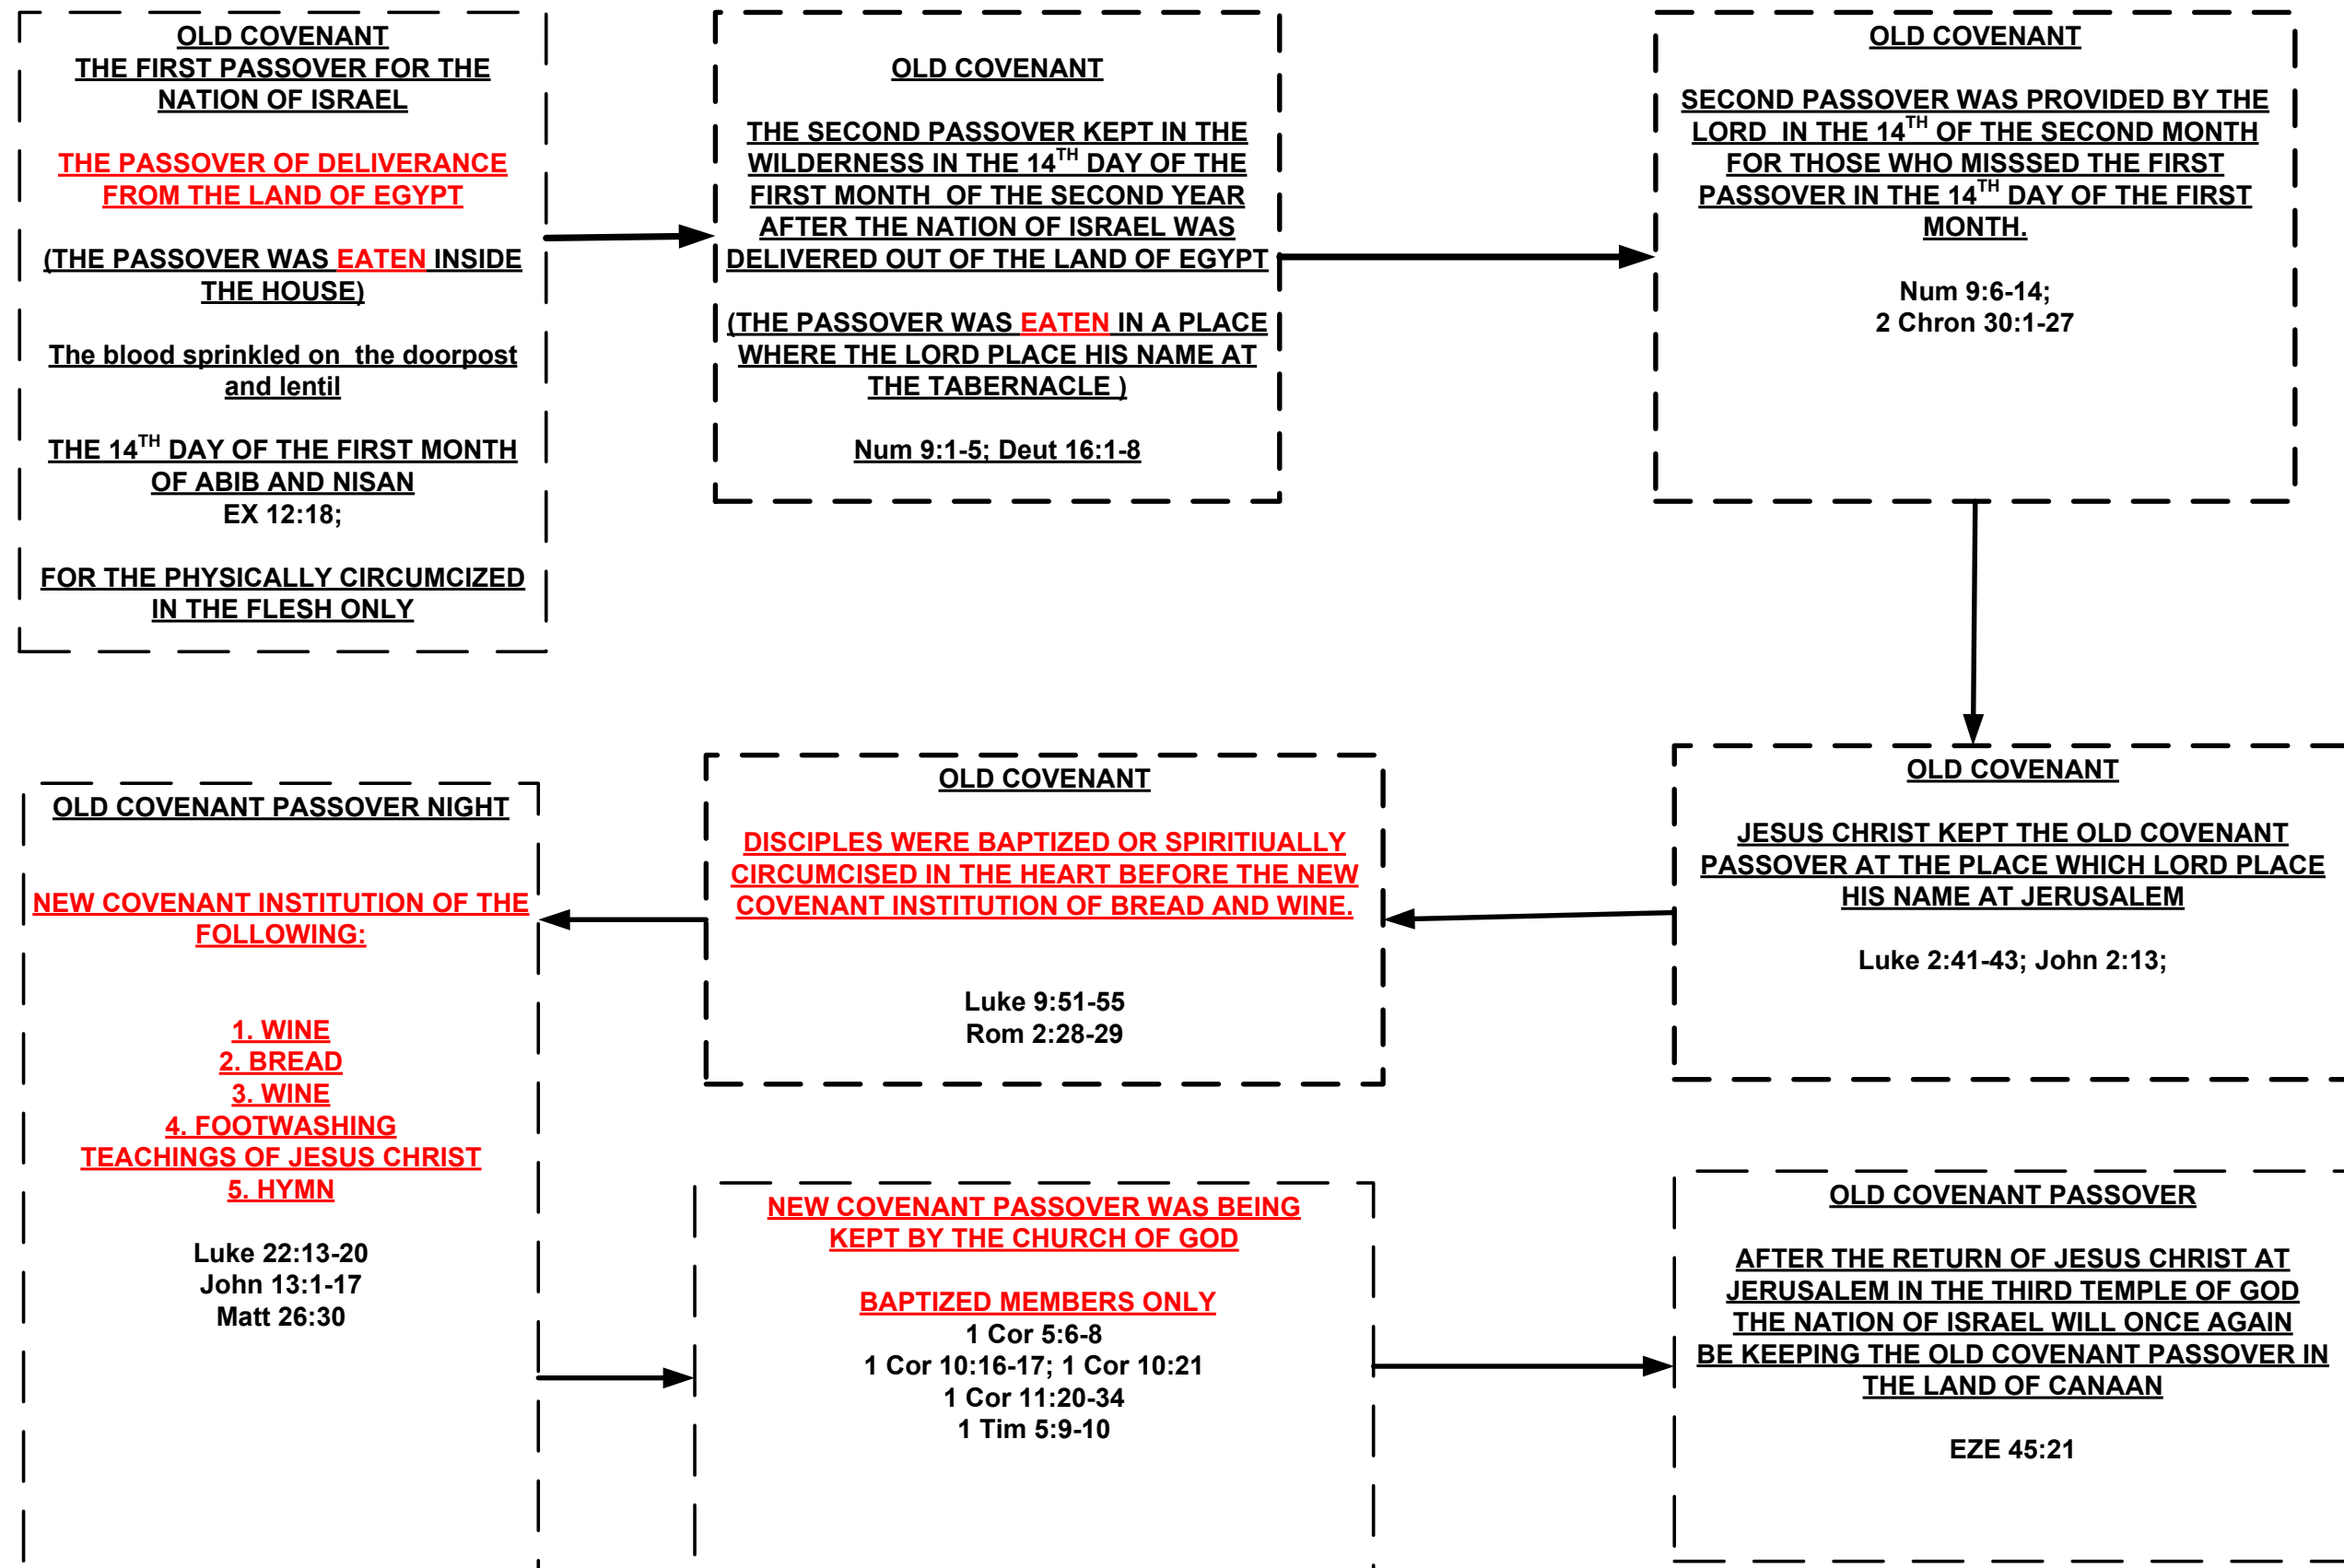 OLD COVENANT
THE FIRST PASSOVER FOR THE
NATION OF ISRAEL
THE PASSOVER OF DELIVERANCE
FROM THE LAND OF EGYPT
(THE PASSOVER WAS EATEN INSIDE
THE HOUSE)
The blood sprinkled on the doorpost
and lentil
THE 14TH DAY OF THE FIRST MONTH
OF ABIB AND NISAN
EX 12:18;
FOR THE PHYSICALLY CIRCUMCIZED
IN THE FLESH ONLY
OLD COVENANT
THE SECOND PASSOVER KEPT IN THE
WILDERNESS IN THE 14TH DAY OF THE
FIRST MONTH OF THE SECOND YEAR
AFTER THE NATION OF ISRAEL WAS
DELIVERED OUT OF THE LAND OF EGYPT
(THE PASSOVER WAS EATEN IN A PLACE
WHERE THE LORD PLACE HIS NAME AT
THE TABERNACLE )
Num 9:1-5; Deut 16:1-8
OLD COVENANT
SECOND PASSOVER WAS PROVIDED BY THE
LORD IN THE 14TH OF THE SECOND MONTH
FOR THOSE WHO MISSSED THE FIRST
PASSOVER IN THE 14TH DAY OF THE FIRST
MONTH.
Num 9:6-14;
2 Chron 30:1-27
OLD COVENANT
JESUS CHRIST KEPT THE OLD COVENANT
PASSOVER AT THE PLACE WHICH LORD PLACE
HIS NAME AT JERUSALEM
Luke 2:41-43; John 2:13;
OLD COVENANT
DISCIPLES WERE BAPTIZED OR SPIRITIUALLY
CIRCUMCISED IN THE HEART BEFORE THE NEW
COVENANT INSTITUTION OF BREAD AND WINE.
Luke 9:51-55
Rom 2:28-29
OLD COVENANT PASSOVER NIGHT
NEW COVENANT INSTITUTION OF THE
FOLLOWING:
1. WINE
2. BREAD
3. WINE
4. FOOTWASHING
TEACHINGS OF JESUS CHRIST
5. HYMN
Luke 22:13-20
John 13:1-17
Matt 26:30
NEW COVENANT PASSOVER WAS BEING
KEPT BY THE CHURCH OF GOD
BAPTIZED MEMBERS ONLY
1 Cor 5:6-8
1 Cor 10:16-17; 1 Cor 10:21
1 Cor 11:20-34
1 Tim 5:9-10
OLD COVENANT PASSOVER
AFTER THE RETURN OF JESUS CHRIST AT
JERUSALEM IN THE THIRD TEMPLE OF GOD
THE NATION OF ISRAEL WILL ONCE AGAIN
BE KEEPING THE OLD COVENANT PASSOVER IN
THE LAND OF CANAAN
EZE 45:21